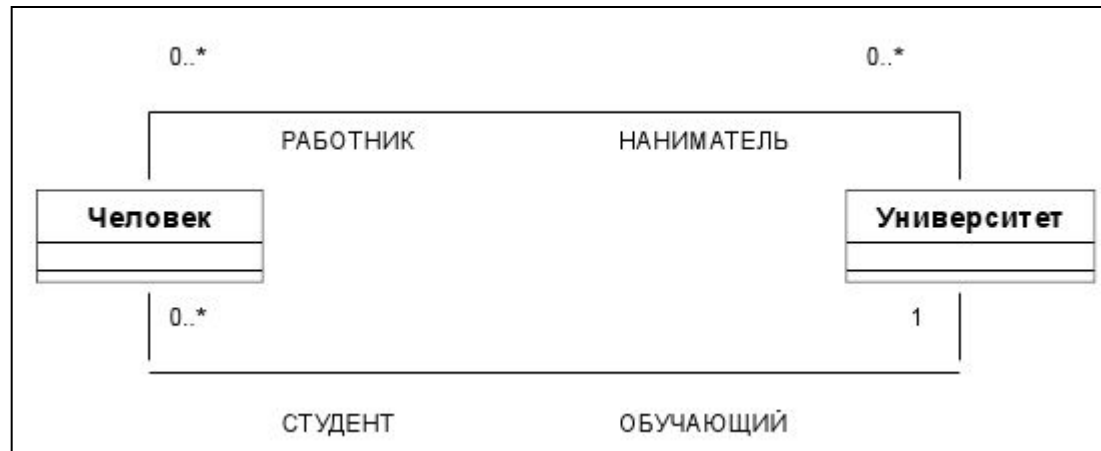 0..* 0..*
РАБОТНИК НАНИМАТЕЛЬ
Человек Университет
0..* 1
СТУДЕНТ ОБУЧАЮЩИЙ